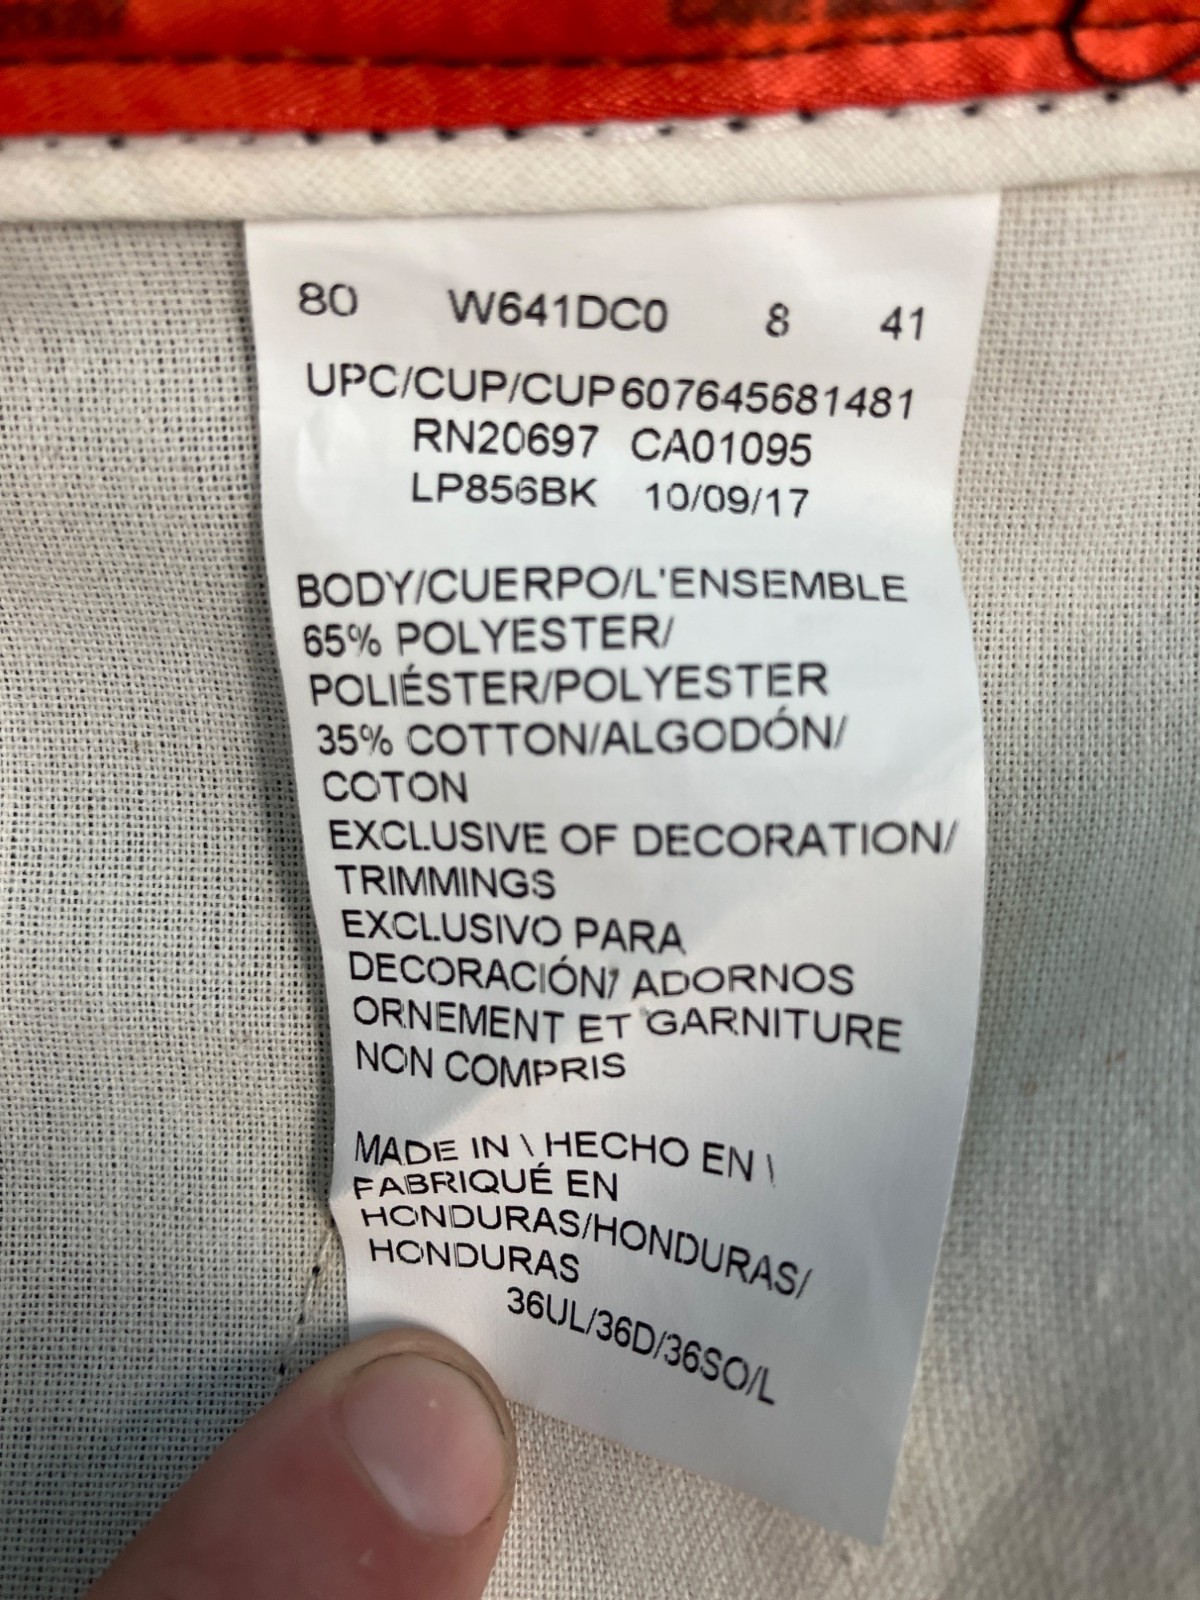 80 W641DC0 8 41
UPC/CUP/CUP607645681481
RN20697 CA01095
LP856BK 10/09/17
BODY/CUERPO/L'ENSEMBLE
65% POLYESTER/
POLIÉSTER/POLYESTER
35% COTTON/ALGODÓN/
COTON
EXCLUSIVE OF DECORATION/
TRIMMINGS
EXCLUSIVO PARA
DECORACIÓN/ ADORNOS
ORNEMENT ET GARNITURE
NON COMPRIS
MADE IN \ HECHO EN \
FABRIQUÉ EN
HONDURAS/HONDURAS/
HONDURAS
36UL/36D/36SO/L